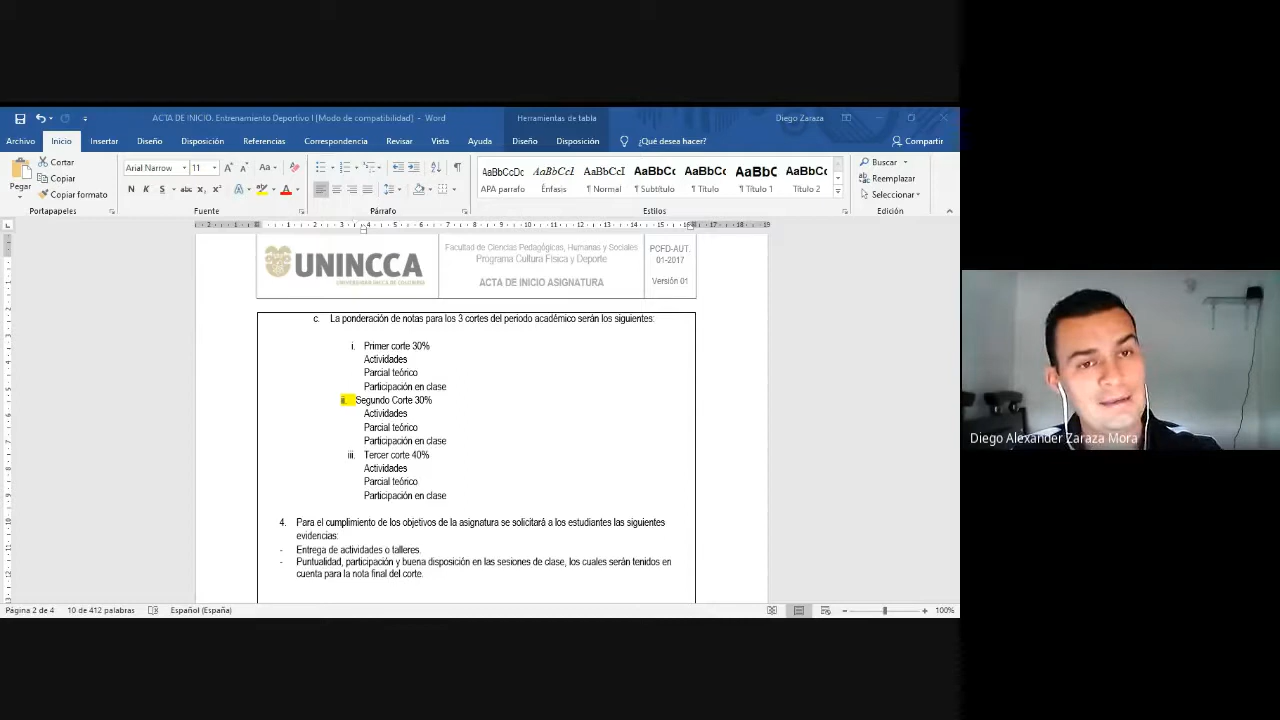 ACTA DE INICIO. Entrenamiento Deportivo I [Modo de compatibilidad] - Word
Herramientas de tabla
Diego Zaraza
Archivo Inicio Insertar Diseño Disposición Referencias Correspondencia Revisar Vista Ayuda Diseño Disposición ¿Qué desea hacer? Compartir
Pegar
Cortar
Copiar
Copiar formato
Portapapeles
Arial Narrow 11
Fuente
Párrafo
AaBbCcDc AaBbCcI AaBbCcI AaBbCc AaBbCc AaBbC AaBbCc
APA parrafo Énfasis ¶ Normal ¶ Subtítulo ¶ Título ¶ Título 1 Título 2
Estilos
Buscar
Reemplazar
Seleccionar
Edición
UNINCCA
UNIVERSIDAD INCCA DE COLOMBIA
Facultad de Ciencias Pedagógicas, Humanas y Sociales
Programa Cultura Física y Deporte
ACTA DE INICIO ASIGNATURA
PCFD-AUT.
01-2017
Versión 01
c. La ponderación de notas para los 3 cortes del periodo académico serán los siguientes:
i. Primer corte 30%
Actividades
Parcial teórico
Participación en clase
ii. Segundo Corte 30%
Actividades
Parcial teórico
Participación en clase
iii. Tercer corte 40%
Actividades
Parcial teórico
Participación en clase
4. Para el cumplimiento de los objetivos de la asignatura se solicitará a los estudiantes las siguientes
evidencias:
- Entrega de actividades o talleres.
- Puntualidad, participación y buena disposición en las sesiones de clase, los cuales serán tenidos en
cuenta para la nota final del corte.
Página 2 de 4 10 de 412 palabras Español (España) 100%
Diego Alexander Zaraza Mora